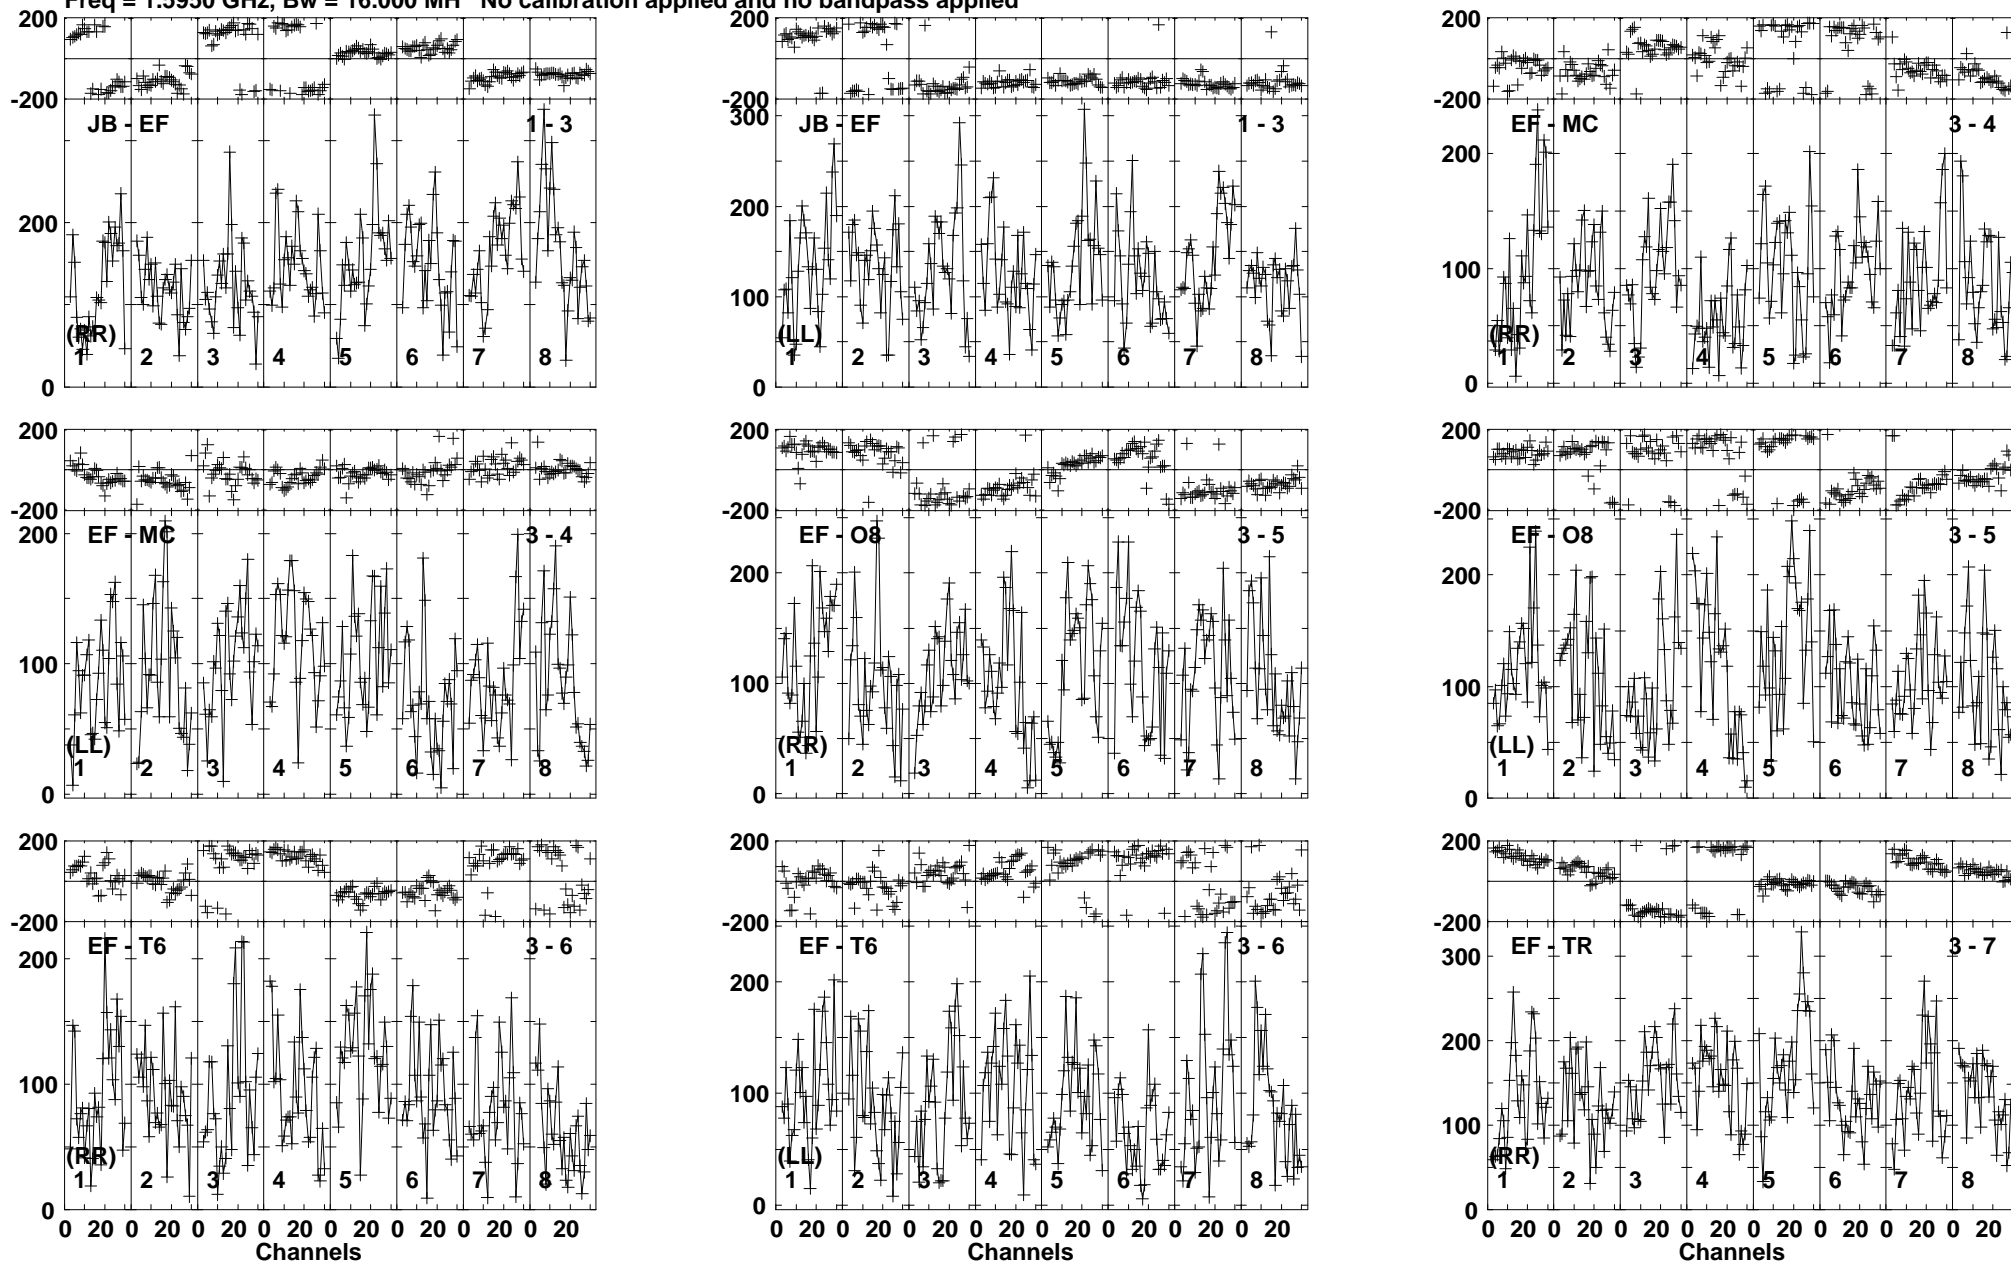 Freq = 1.5950 GHz, Bw = 16.000 MH No calibration applied and no bandpass applied
200 200 200
-200 -200 -200
JB - EF 1 - 3 300 JB - EF 1 - 3 EF - MC 3 - 4
200 200 200
100 100
(RR) (LL) (RR)
1 2 3 4 5 6 7 8 1 2 3 4 5 6 7 8 1 2 3 4 5 6 7 8
0 0 0
200 200 200
-200 -200 -200
200 EF - MC 3 - 4 EF - O8 3 - 5 EF - O8 3 - 5
200 200
100 100 100
(LL) (RR) (LL)
1 2 3 4 5 6 7 8 1 2 3 4 5 6 7 8 1 2 3 4 5 6 7 8
0 0 0
200 200 200
-200 -200 -200
EF - T6 3 - 6 EF - T6 3 - 6 EF - TR 3 - 7
200 200 300
200
100 100 100
(RR) (LL) (RR)
1 2 3 4 5 6 7 8 1 2 3 4 5 6 7 8 1 2 3 4 5 6 7 8
0 0 0
0 20 0 20 0 20 0 20 0 20 0 20 0 20 0 20 0 20 0 20 0 20 0 20 0 20 0 20 0 20 0 20 0 20 0 20 0 20 0 20 0 20 0 20 0 20 0 20
Channels Channels Channels